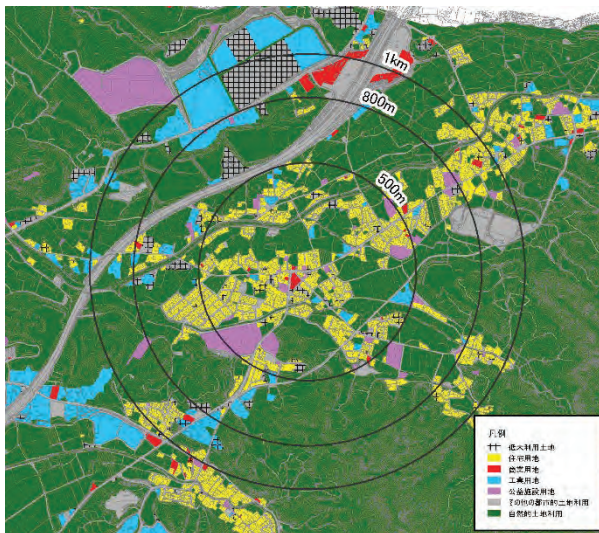 1km
800m
500m
凡例
低未利用土地
住宅用地
商業用地
工業用地
公益施設用地
その他の都市的土地利用
自然的土地利用